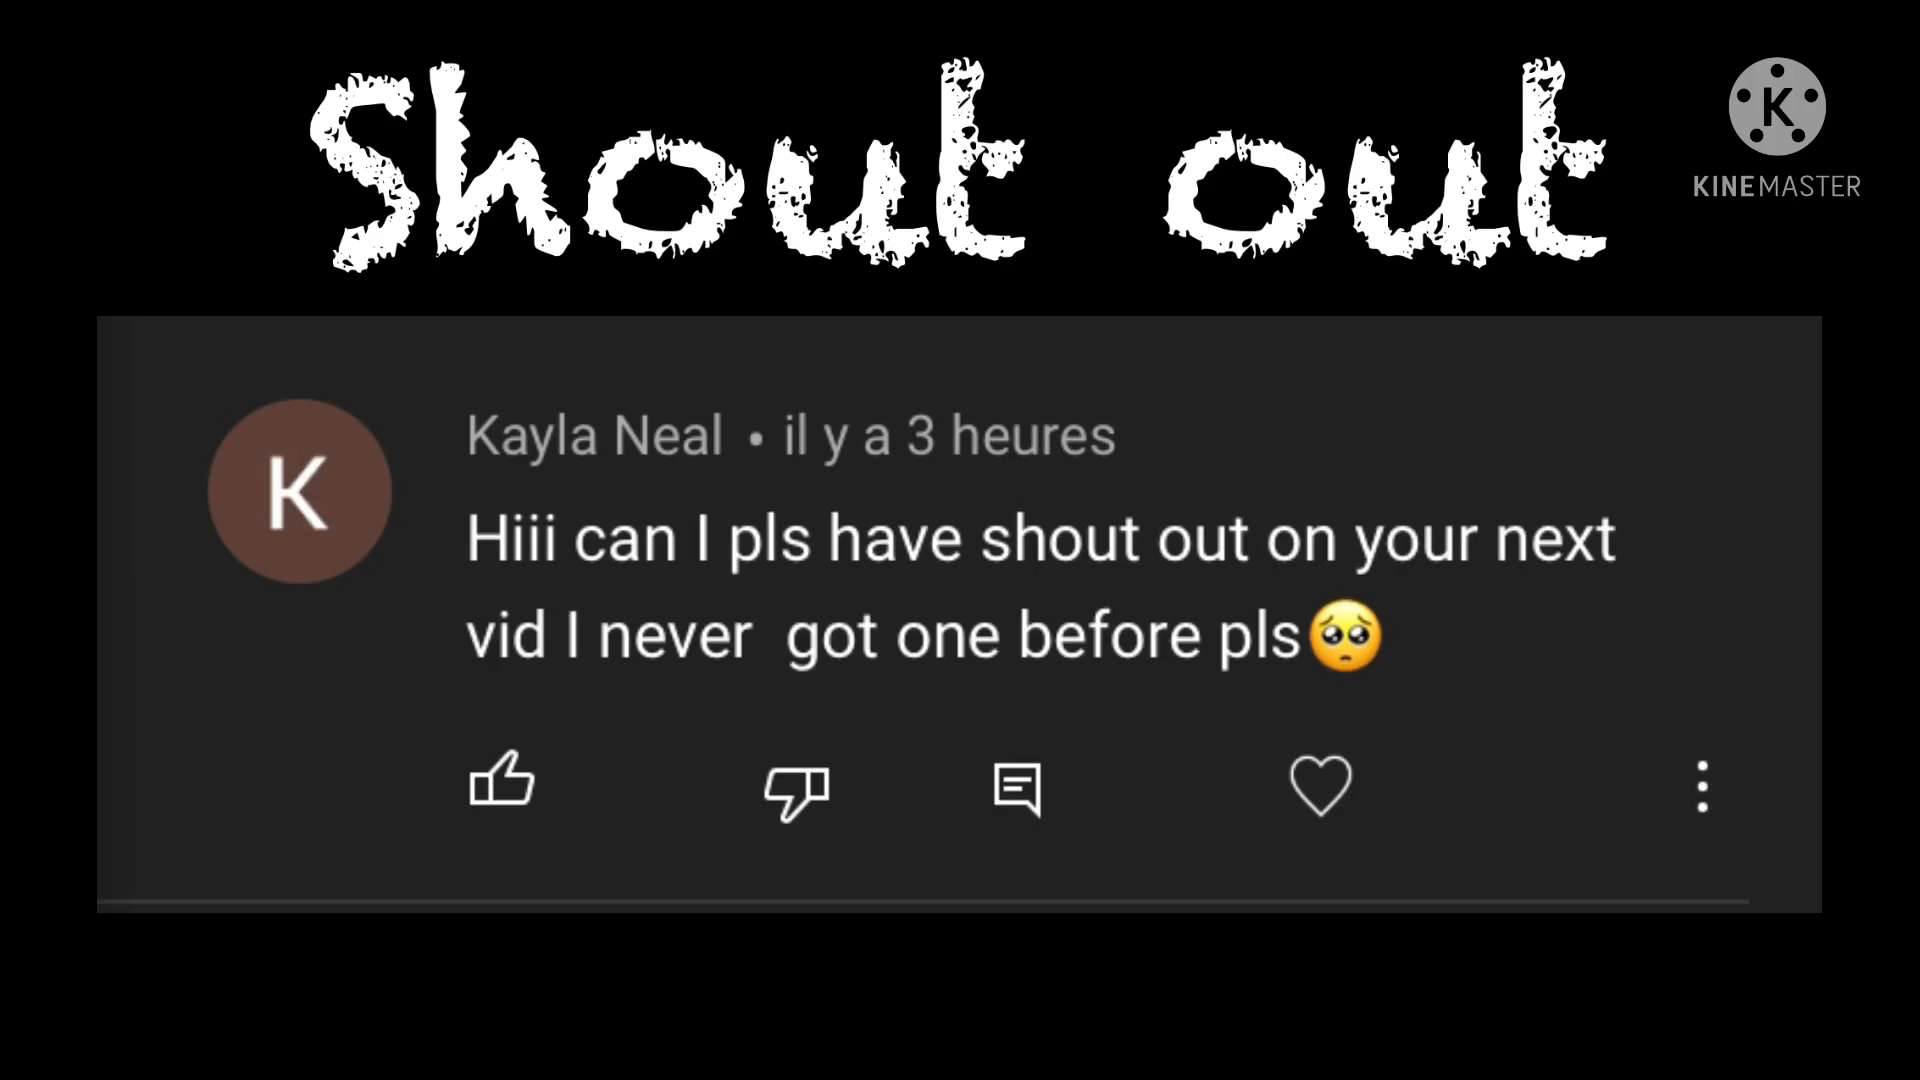 Shout out
K
KINEMASTER
K
Kayla Neal • il y a 3 heures
Hiii can I pls have shout out on your next
vid I never  got one before pls🥺